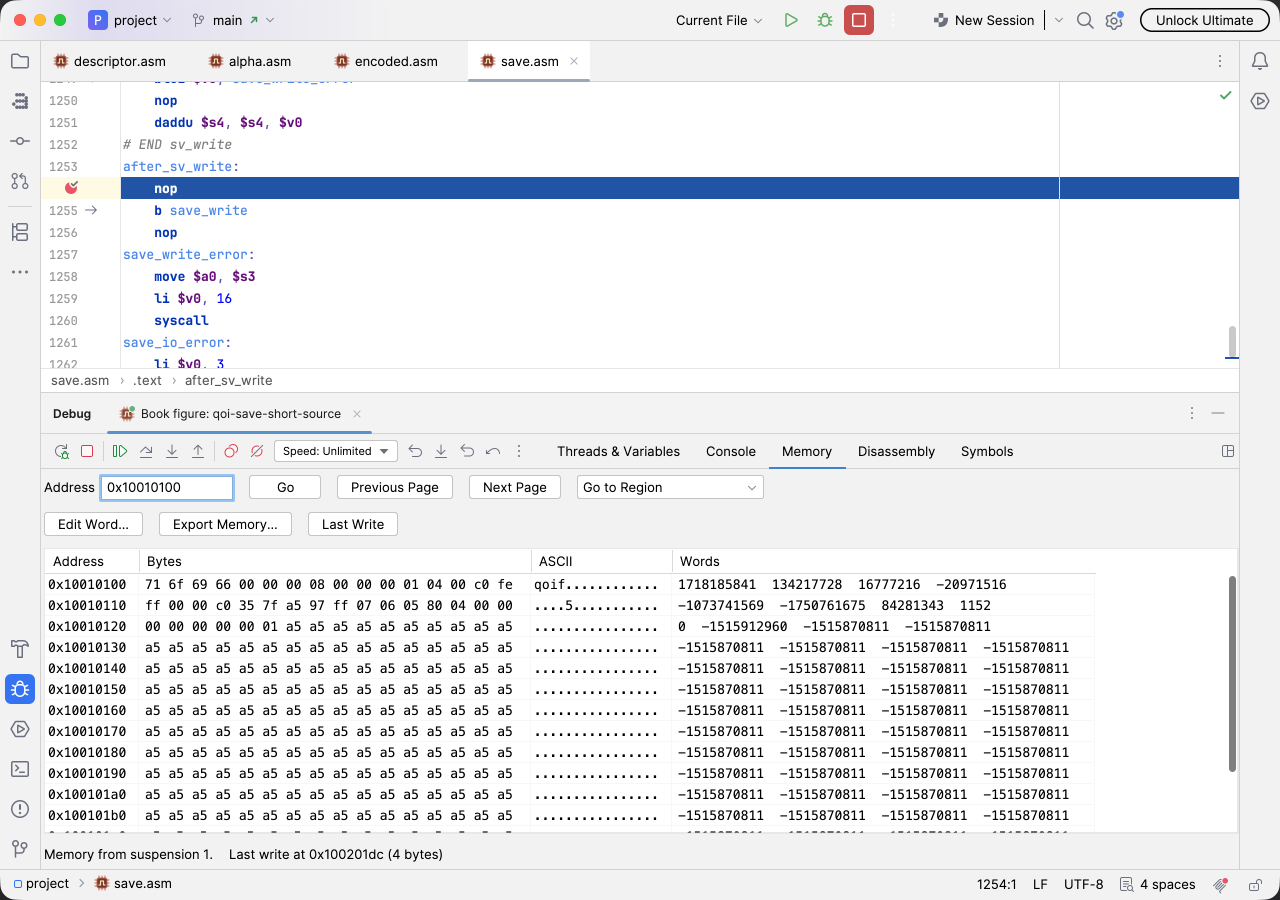 P project main Current File New Session Unlock Ultimate
descriptor.asm alpha.asm encoded.asm save.asm
1250 nop
1251 daddu $s4, $s4, $v0
1252 # END sv_write
1253 after_sv_write:
nop
1255 b save_write
1256 nop
1257 save_write_error:
1258 move $a0, $s3
1259 li $v0, 16
1260 syscall
1261 save_io_error:
1262 li $v0, 3
save.asm › .text › after_sv_write
Debug Book figure: qoi-save-short-source
Speed: Unlimited Threads & Variables Console Memory Disassembly Symbols
Address 0x10010100 Go Previous Page Next Page Go to Region
Edit Word... Export Memory... Last Write
Address Bytes ASCII Words
0x10010100 71 6f 69 66 00 00 00 08 00 00 00 01 04 00 c0 fe qoif............ 1718185841 134217728 16777216 -20971516
0x10010110 ff 00 00 c0 35 7f a5 97 ff 07 06 05 80 04 00 00 ....5........... -1073741569 -1750761675 84281343 1152
0x10010120 00 00 00 00 00 01 a5 a5 a5 a5 a5 a5 a5 a5 a5 a5 ................ 0 -1515912960 -1515870811 -1515870811
0x10010130 a5 a5 a5 a5 a5 a5 a5 a5 a5 a5 a5 a5 a5 a5 a5 a5 ................ -1515870811 -1515870811 -1515870811 -1515870811
0x10010140 a5 a5 a5 a5 a5 a5 a5 a5 a5 a5 a5 a5 a5 a5 a5 a5 ................ -1515870811 -1515870811 -1515870811 -1515870811
0x10010150 a5 a5 a5 a5 a5 a5 a5 a5 a5 a5 a5 a5 a5 a5 a5 a5 ................ -1515870811 -1515870811 -1515870811 -1515870811
0x10010160 a5 a5 a5 a5 a5 a5 a5 a5 a5 a5 a5 a5 a5 a5 a5 a5 ................ -1515870811 -1515870811 -1515870811 -1515870811
0x10010170 a5 a5 a5 a5 a5 a5 a5 a5 a5 a5 a5 a5 a5 a5 a5 a5 ................ -1515870811 -1515870811 -1515870811 -1515870811
0x10010180 a5 a5 a5 a5 a5 a5 a5 a5 a5 a5 a5 a5 a5 a5 a5 a5 ................ -1515870811 -1515870811 -1515870811 -1515870811
0x10010190 a5 a5 a5 a5 a5 a5 a5 a5 a5 a5 a5 a5 a5 a5 a5 a5 ................ -1515870811 -1515870811 -1515870811 -1515870811
0x100101a0 a5 a5 a5 a5 a5 a5 a5 a5 a5 a5 a5 a5 a5 a5 a5 a5 ................ -1515870811 -1515870811 -1515870811 -1515870811
0x100101b0 a5 a5 a5 a5 a5 a5 a5 a5 a5 a5 a5 a5 a5 a5 a5 a5 ................ -1515870811 -1515870811 -1515870811 -1515870811
Memory from suspension 1. Last write at 0x100201dc (4 bytes)
project › save.asm 1254:1 LF UTF-8 4 spaces